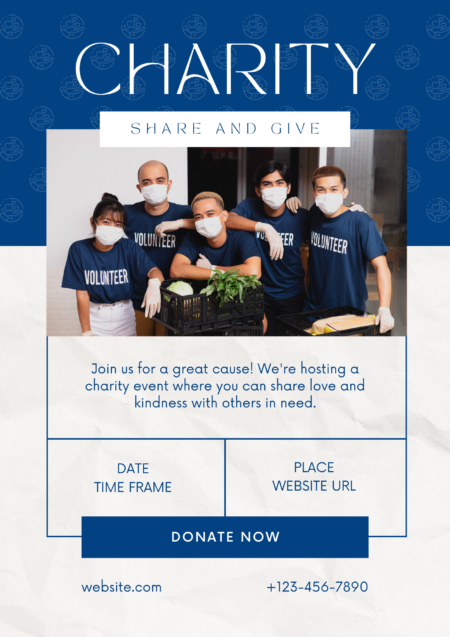 CHARITY
SHARE AND GIVE
VOLUNTEER
VOLUNTEER
VOLUNTEER
Join us for a great cause! We're hosting a
charity event where you can share love and
kindness with others in need.
DATE
TIME FRAME
PLACE
WEBSITE URL
DONATE NOW
website.com
+123-456-7890